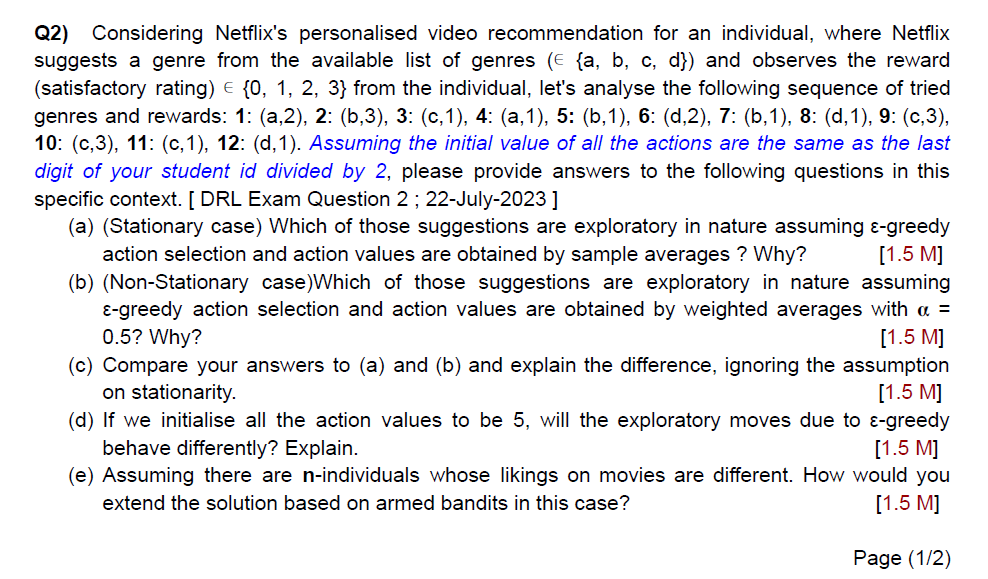 Q2) Considering Netflix's personalised video recommendation for an individual, where Netflix
suggests a genre from the available list of genres (∈ {a, b, c, d}) and observes the reward
(satisfactory rating) ∈ {0, 1, 2, 3} from the individual, let's analyse the following sequence of tried
genres and rewards: 1: (a,2), 2: (b,3), 3: (c,1), 4: (a,1), 5: (b,1), 6: (d,2), 7: (b,1), 8: (d,1), 9: (c,3),
10: (c,3), 11: (c,1), 12: (d,1). Assuming the initial value of all the actions are the same as the last
digit of your student id divided by 2, please provide answers to the following questions in this
specific context. [ DRL Exam Question 2 ; 22-July-2023 ]
(a) (Stationary case) Which of those suggestions are exploratory in nature assuming ε-greedy
action selection and action values are obtained by sample averages ? Why? [1.5 M]
(b) (Non-Stationary case)Which of those suggestions are exploratory in nature assuming
ε-greedy action selection and action values are obtained by weighted averages with α =
0.5? Why? [1.5 M]
(c) Compare your answers to (a) and (b) and explain the difference, ignoring the assumption
on stationarity. [1.5 M]
(d) If we initialise all the action values to be 5, will the exploratory moves due to ε-greedy
behave differently? Explain. [1.5 M]
(e) Assuming there are n-individuals whose likings on movies are different. How would you
extend the solution based on armed bandits in this case? [1.5 M]
Page (1/2)